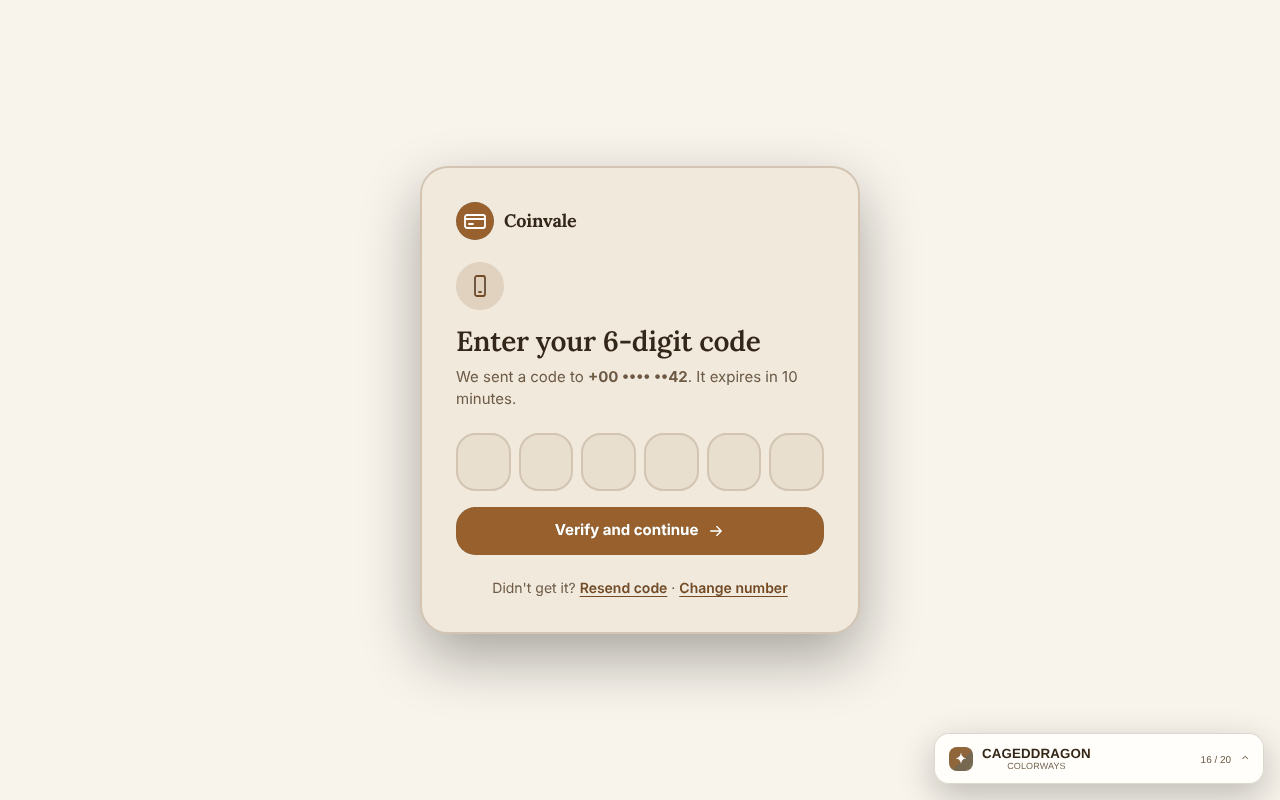 Coinvale
Enter your 6-digit code
We sent a code to +00 •••• ••42. It expires in 10
minutes.
Verify and continue →
Didn't get it? Resend code · Change number
CAGEDDRAGON
COLORWAYS
16 / 20